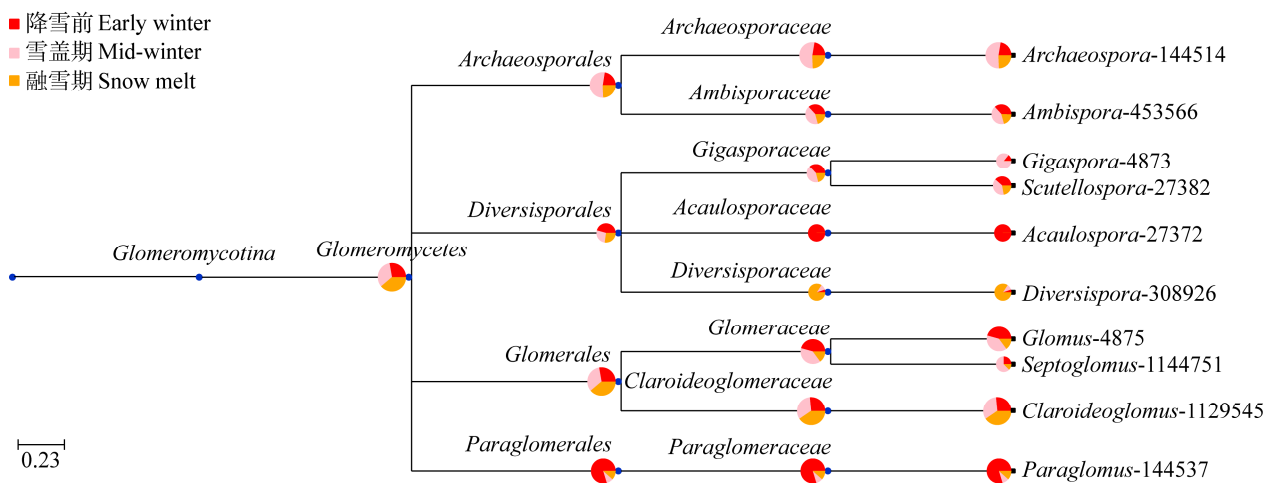 降雪前 Early winter
雪盖期 Mid-winter
融雪期 Snow melt
Archaeosporaceae
Archaeosporales
Archaeospora-144514
Ambisporaceae
Ambispora-453566
Gigasporaceae
Gigaspora-4873
Scutellospora-27382
Diversisporales
Acaulosporaceae
Acaulospora-27372
Glomeromycotina
Glomeromycetes
Diversisporaceae
Diversispora-308926
Glomeraceae
Glomus-4875
Glomerales
Septoglomus-1144751
Claroideoglomeraceae
Claroideoglomus-1129545
Paraglomerales
Paraglomeraceae
Paraglomus-144537
0.23